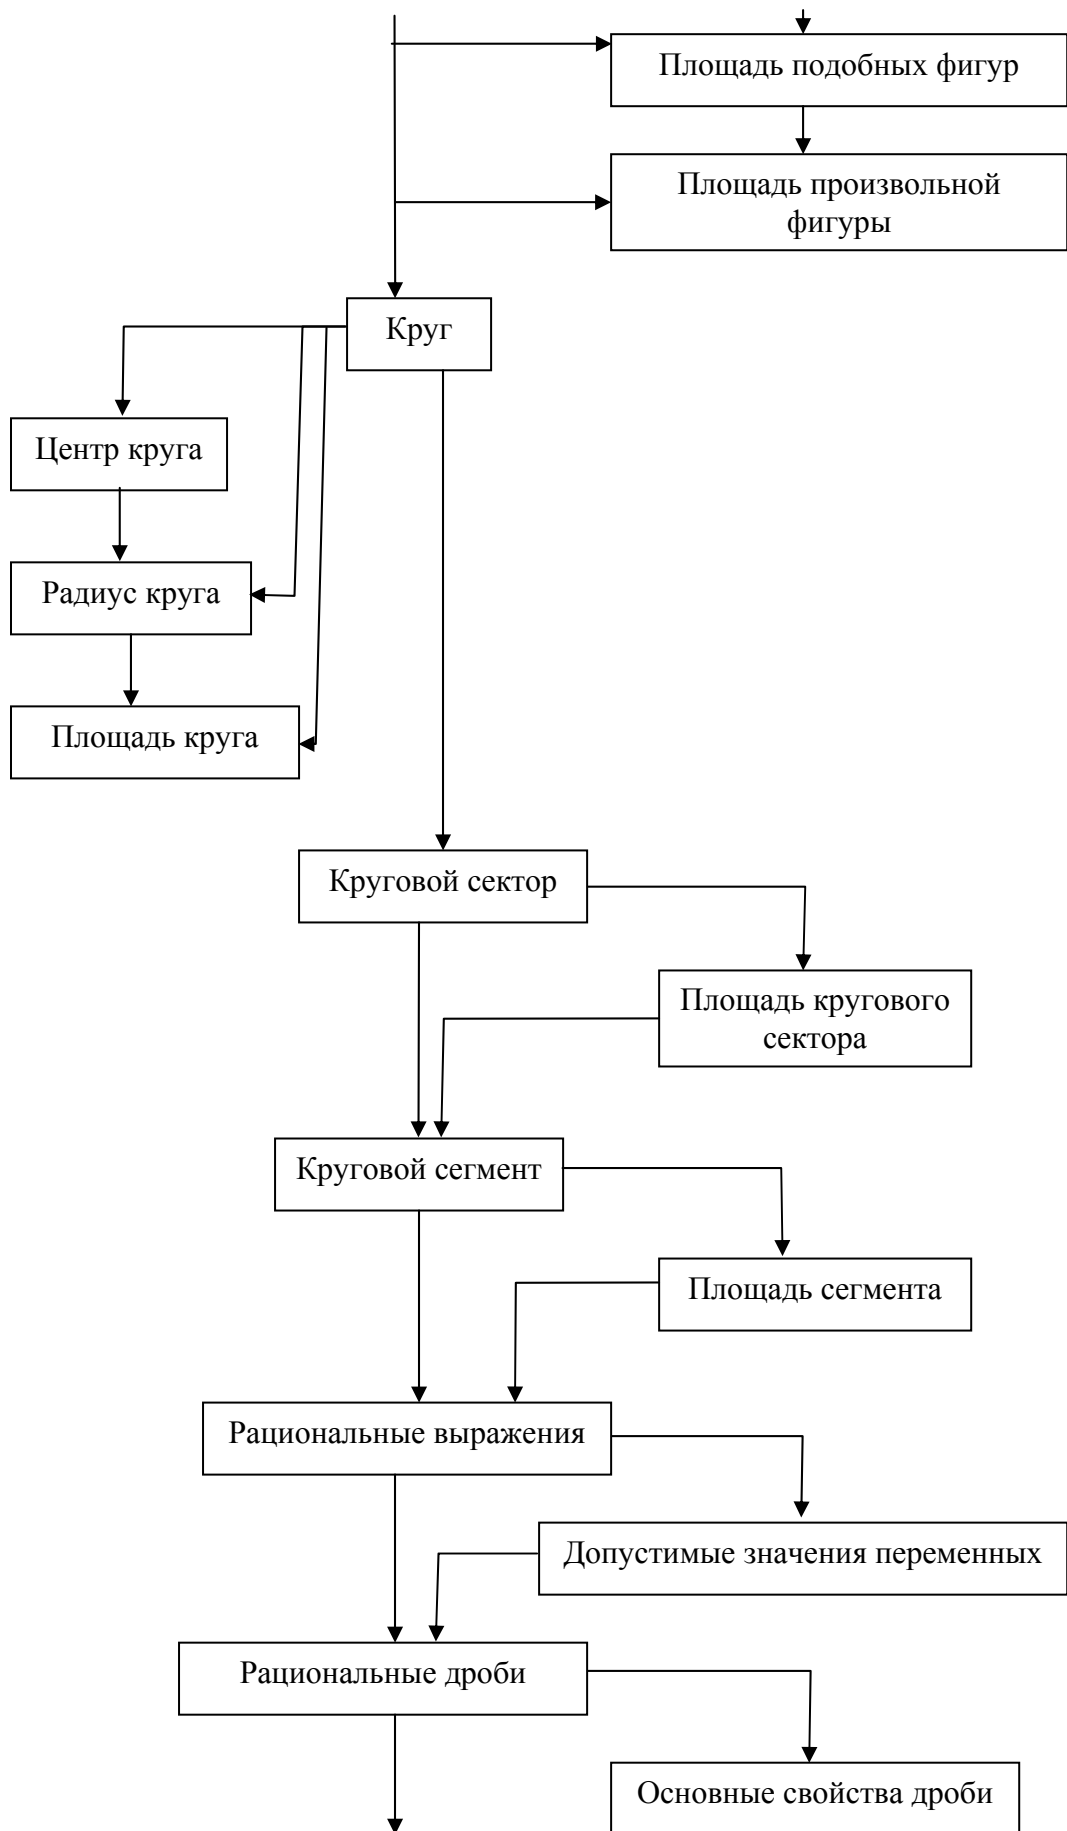 Площадь подобных фигур
Площадь произвольной
фигуры
Круг
Центр круга
Радиус круга
Площадь круга
Круговой сектор
Площадь кругового
сектора
Круговой сегмент
Площадь сегмента
Рациональные выражения
Допустимые значения переменных
Рациональные дроби
Основные свойства дроби